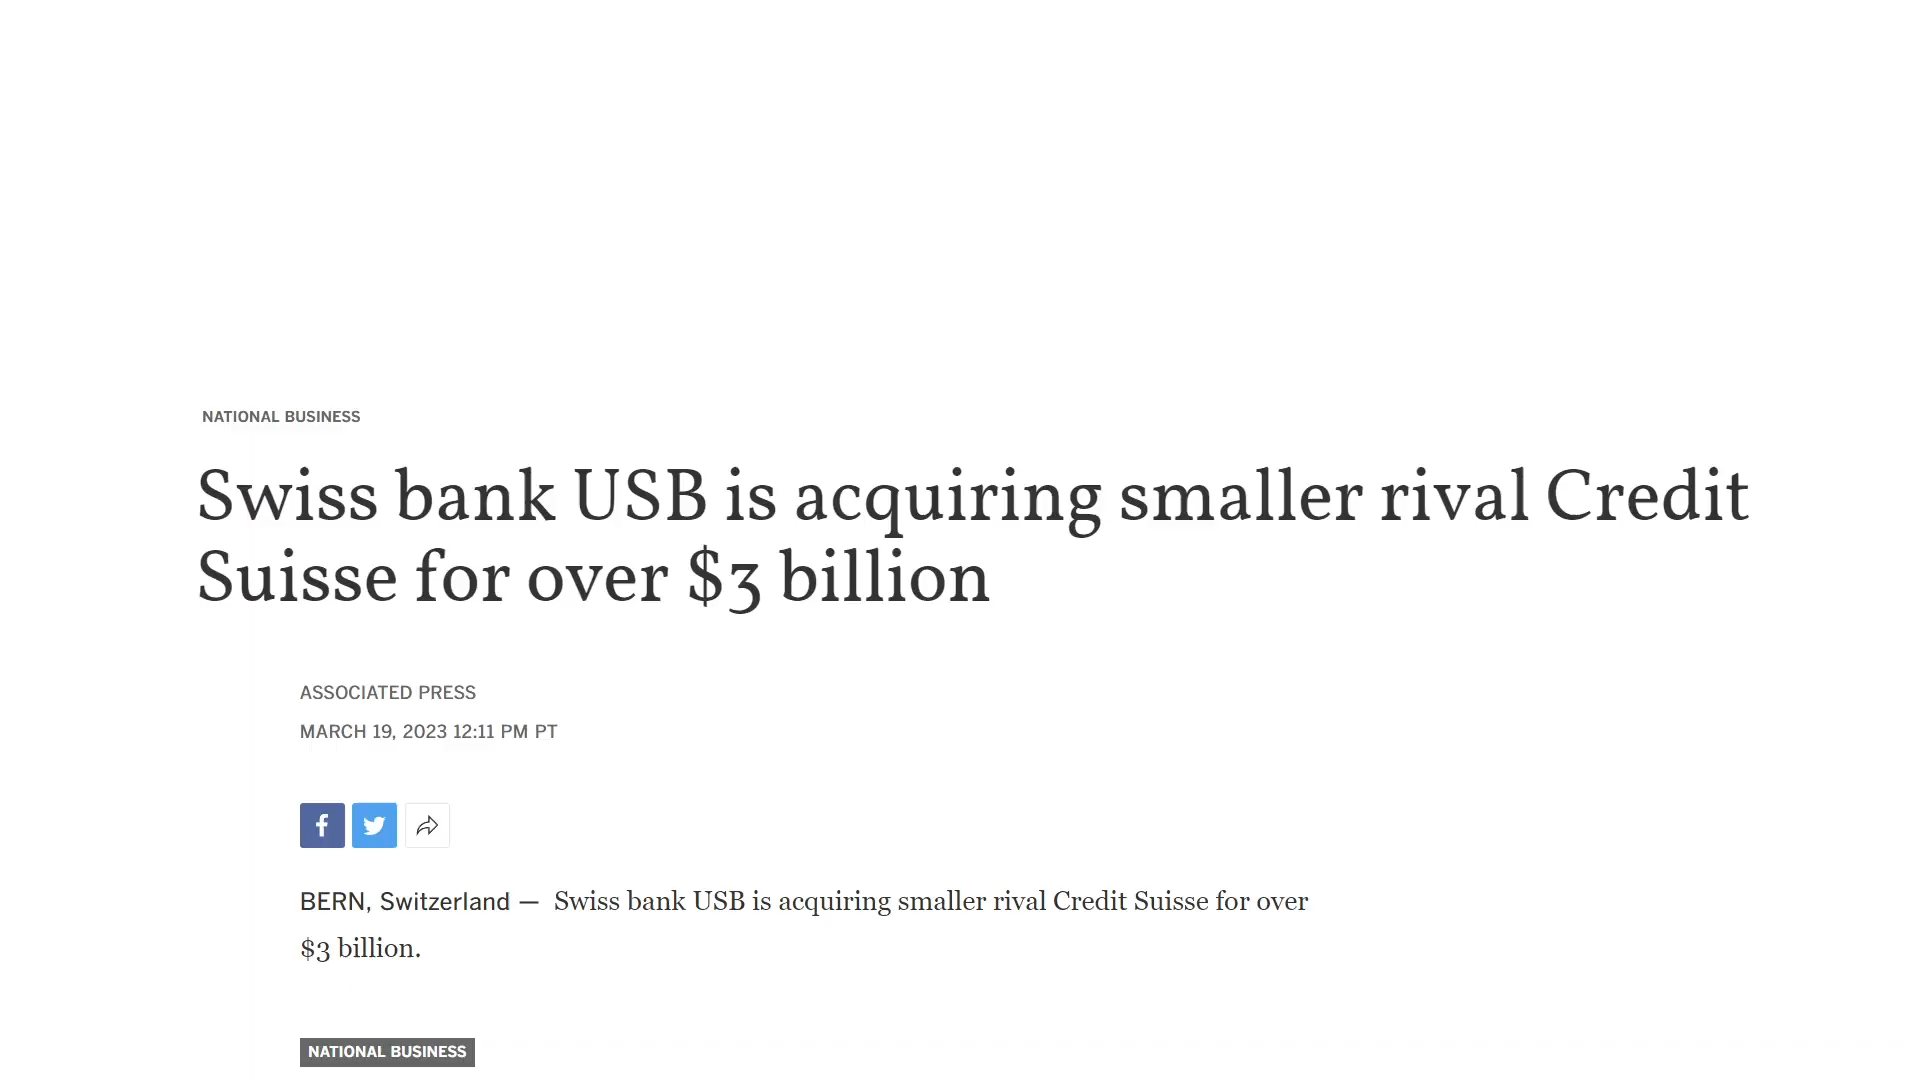 NATIONAL BUSINESS
Swiss bank USB is acquiring smaller rival Credit
Suisse for over $3 billion
ASSOCIATED PRESS
MARCH 19, 2023 12:11 PM PT
BERN, Switzerland — Swiss bank USB is acquiring smaller rival Credit Suisse for over
$3 billion.
NATIONAL BUSINESS